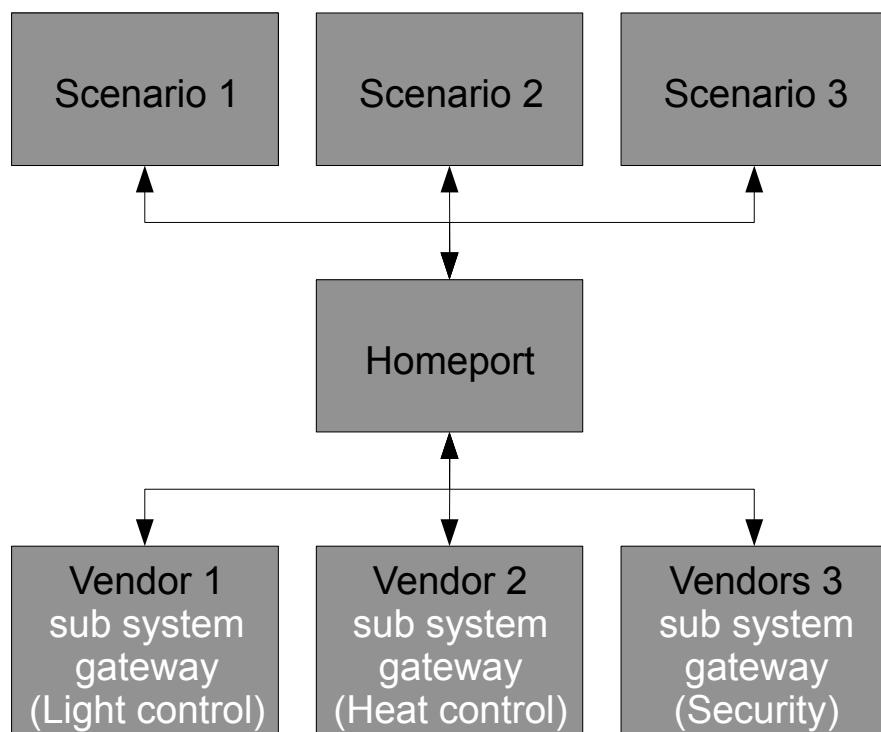 Scenario 1
Scenario 2
Scenario 3
Homeport
Vendor 1
sub system
gateway
(Light control)
Vendor 2
sub system
gateway
(Heat control)
Vendors 3
sub system
gateway
(Security)